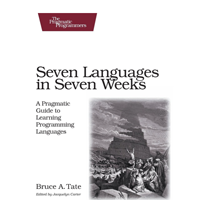 The
Pragmatic
Programmers
Seven Languages
in Seven Weeks
A Pragmatic
Guide to
Learning
Programming
Languages
Bruce A. Tate
Edited by Jacquelyn Carter